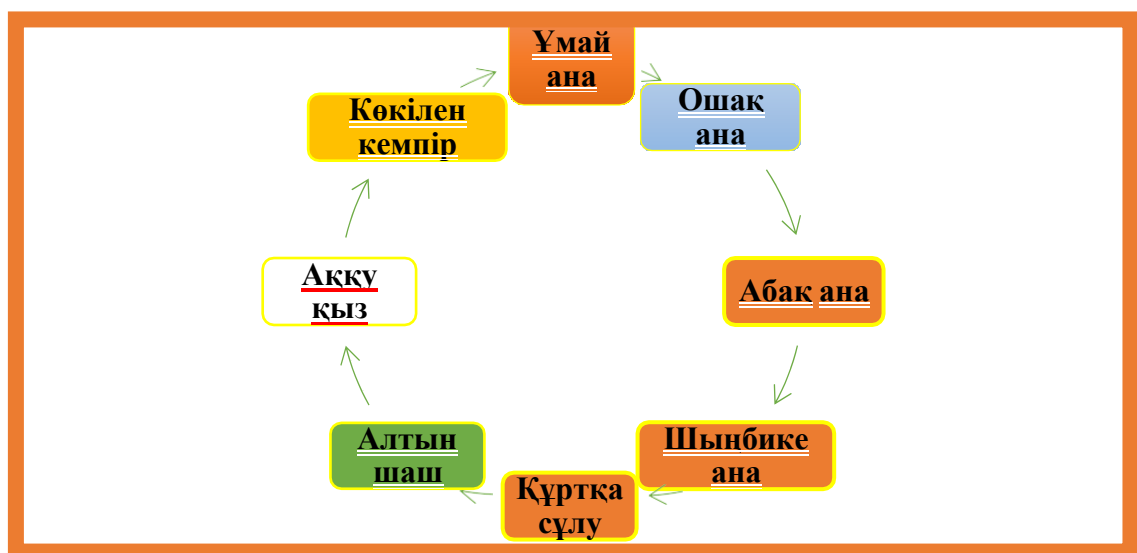 Ұмай
ана
Ошақ
ана
Абақ ана
Шыңбике
ана
Құртқа
сұлу
Алтын
шаш
Аққу
қыз
Көкілен
кемпір